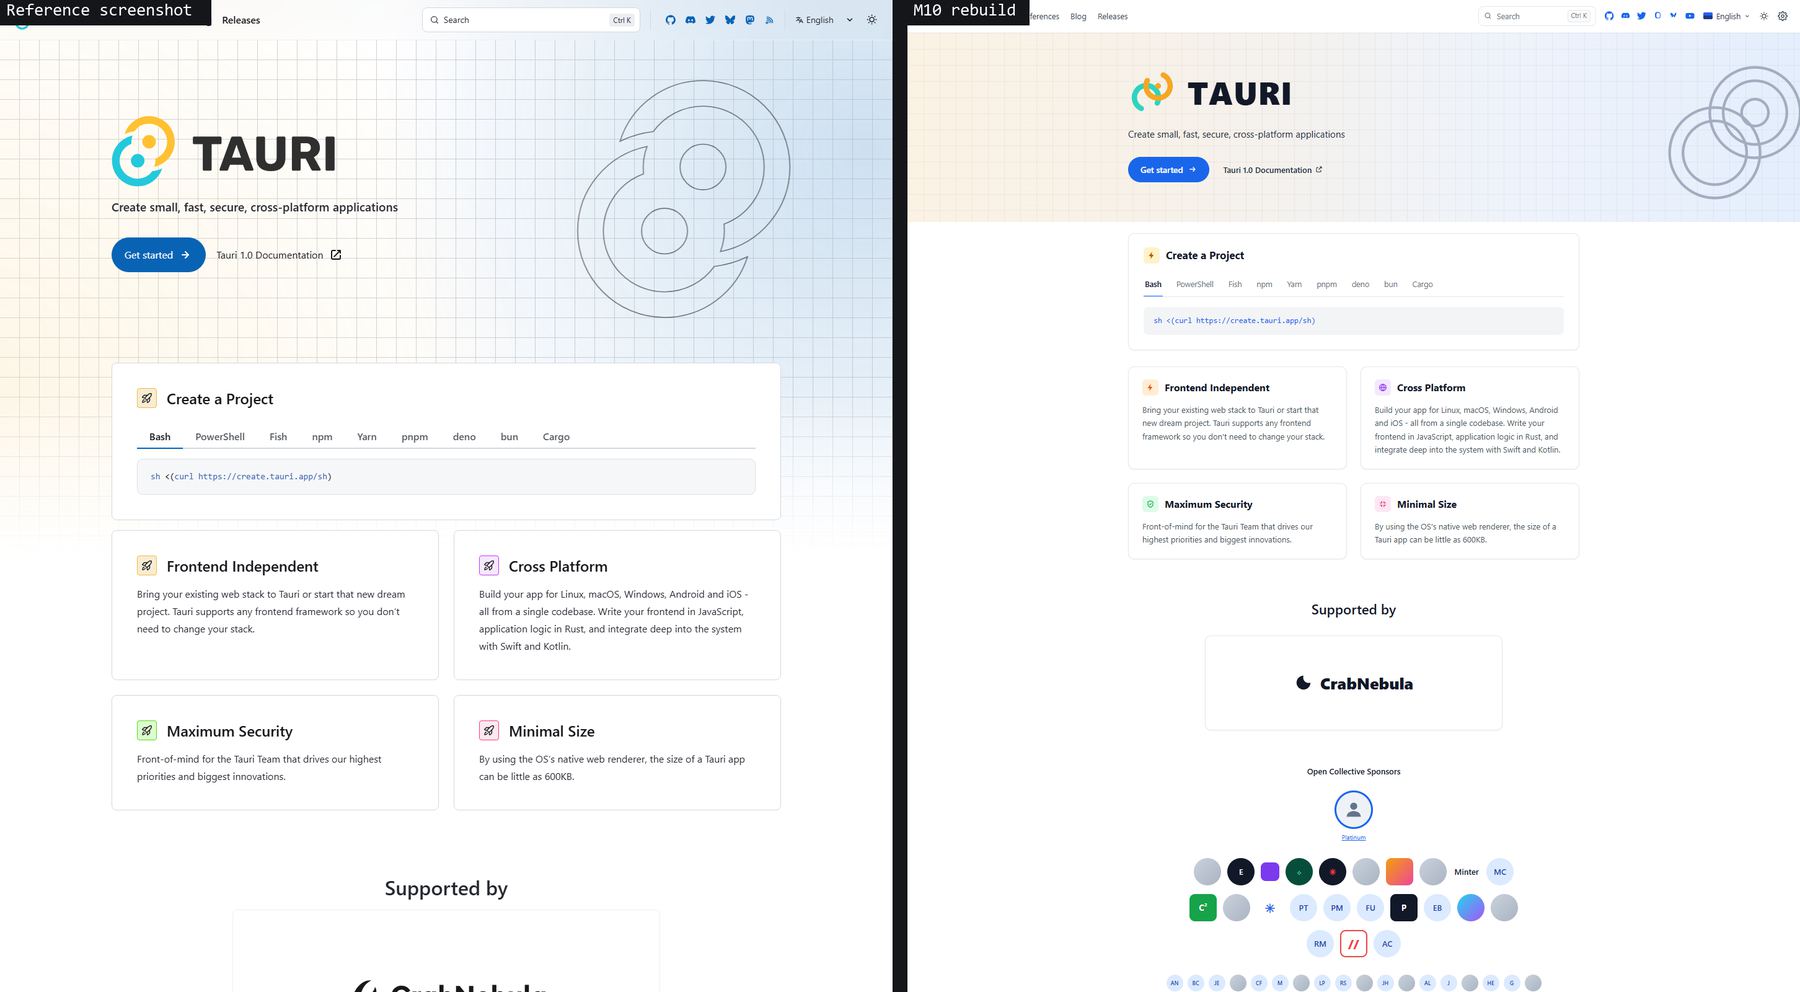 Reference screenshot
Releases
Search
Ctrl K
English
TAURI
Create small, fast, secure, cross-platform applications
Get started
Tauri 1.0 Documentation
Create a Project
Bash PowerShell Fish npm Yarn pnpm deno bun Cargo
sh <(curl https://create.tauri.app/sh)
Frontend Independent
Bring your existing web stack to Tauri or start that new dream
project. Tauri supports any frontend framework so you don't
need to change your stack.
Cross Platform
Build your app for Linux, macOS, Windows, Android and iOS -
all from a single codebase. Write your frontend in JavaScript,
application logic in Rust, and integrate deep into the system
with Swift and Kotlin.
Maximum Security
Front-of-mind for the Tauri Team that drives our highest
priorities and biggest innovations.
Minimal Size
By using the OS's native web renderer, the size of a Tauri app
can be little as 600KB.
Supported by
CrabNebula
M10 rebuild
ferences Blog Releases
Search
Ctrl K
English
TAURI
Create small, fast, secure, cross-platform applications
Get started
Tauri 1.0 Documentation
Create a Project
Bash PowerShell Fish npm Yarn pnpm deno bun Cargo
sh <(curl https://create.tauri.app/sh)
Frontend Independent
Bring your existing web stack to Tauri or start that
new dream project. Tauri supports any frontend
framework so you don't need to change your stack.
Cross Platform
Build your app for Linux, macOS, Windows, Android
and iOS - all from a single codebase. Write your
frontend in JavaScript, application logic in Rust, and
integrate deep into the system with Swift and Kotlin.
Maximum Security
Front-of-mind for the Tauri Team that drives our
highest priorities and biggest innovations.
Minimal Size
By using the OS's native web renderer, the size of a
Tauri app can be little as 600KB.
Supported by
CrabNebula
Open Collective Sponsors
Platinum
E Minter MC
C² PT PM FU P EB
RM // AC
AN BC JE CF M LP RS JH AL J HE G